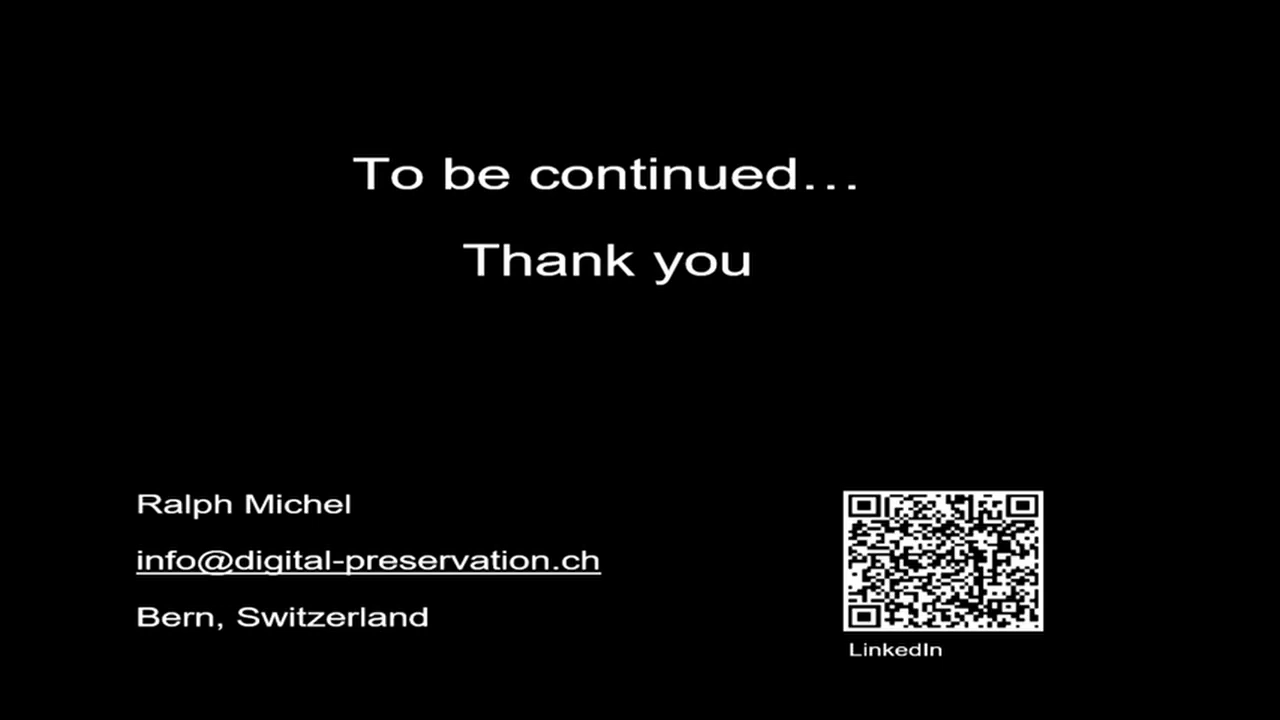 To be continued…
Thank you
Ralph Michel
info@digital-preservation.ch
Bern, Switzerland
LinkedIn